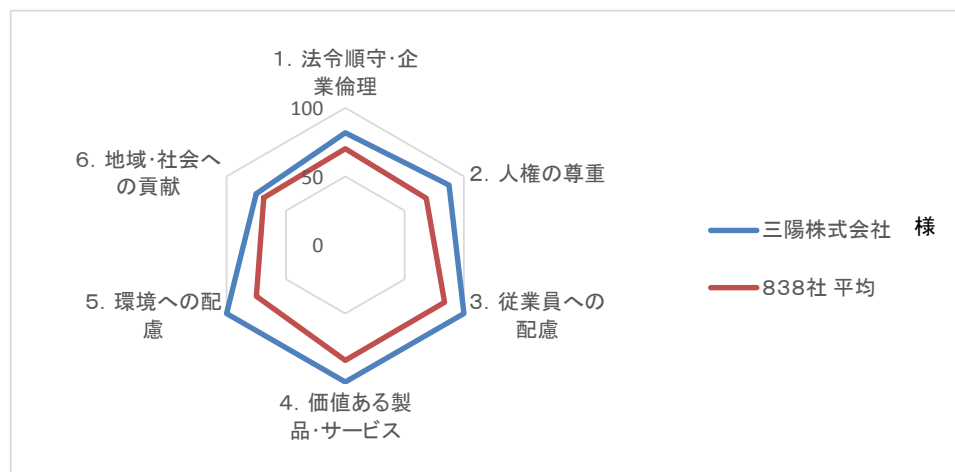 1. 法令順守・企
業倫理
100
6. 地域・社会へ
の貢献
2. 人権の尊重
50
三陽株式会社 様
0
838社 平均
5. 環境への配
慮
3. 従業員への
配慮
4. 価値ある製
品・サービス